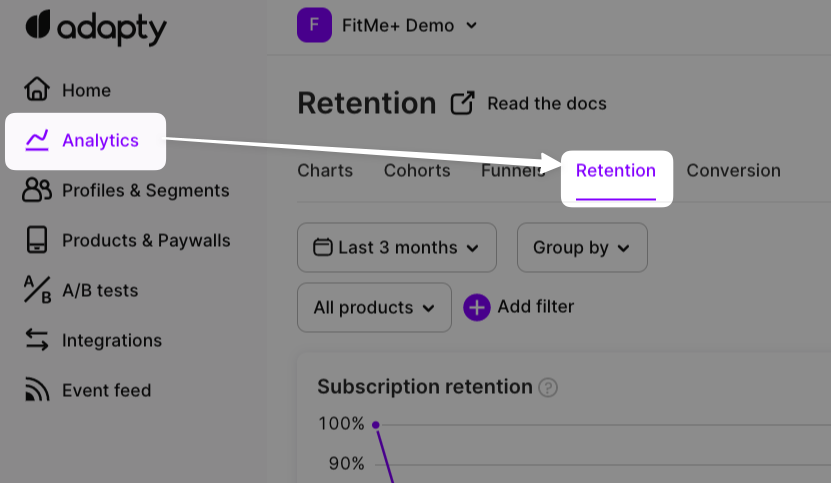 adapty
F FitMe+ Demo
Home
Analytics
Profiles & Segments
Products & Paywalls
A/B A/B tests
Integrations
Event feed
Retention Read the docs
Charts Cohorts Funnels Retention Conversion
Last 3 months Group by
All products + Add filter
Subscription retention ?
100%
90%